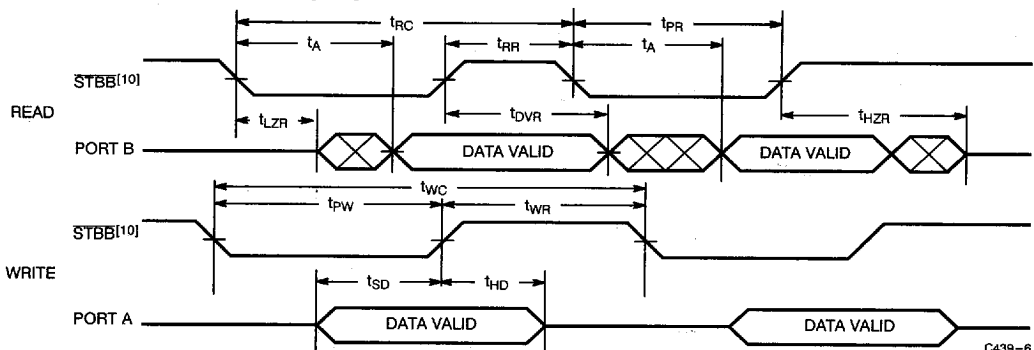 tRC tPR
tA tRR tA
STBB[10]
READ
tLZR tDVR tHZR
PORT B DATA VALID DATA VALID
tWC
tPW tWR
STBB[10]
WRITE
tSD tHD
PORT A DATA VALID DATA VALID
C439–6